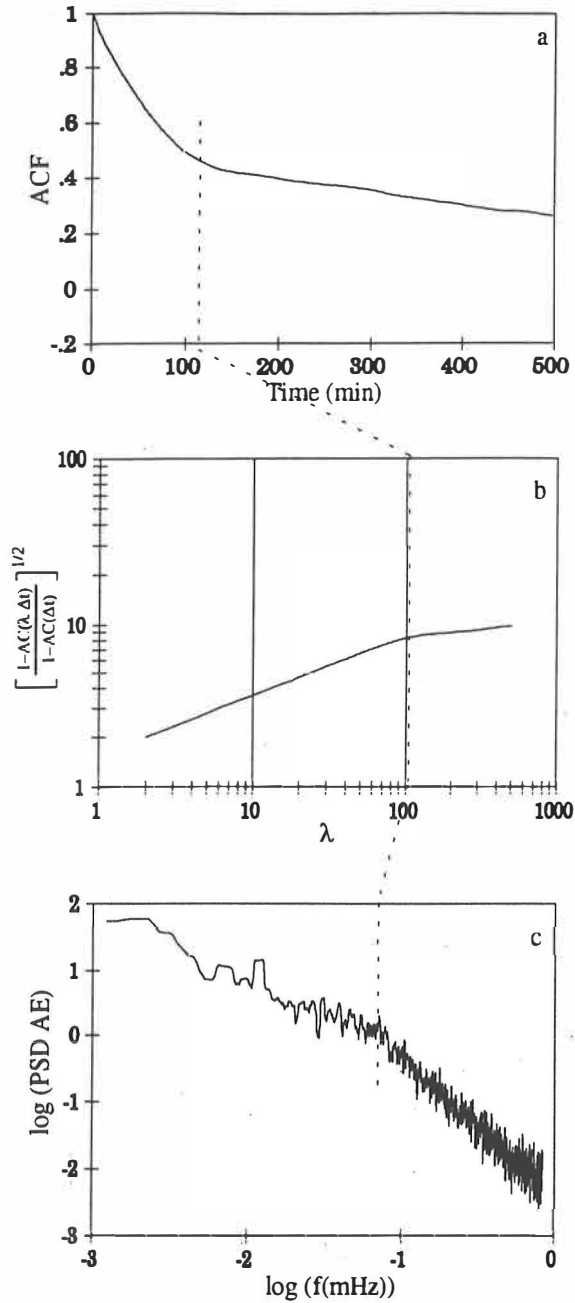 a
1
.8
.6
.4
.2
0
-.2
ACF
0 100 200 300 400 500
Time (min)
b
100
10
1
[1−AC(λ Δt) / 1−AC(Δt)]^1/2
1 10 100 1000
λ
c
2
1
0
-1
-2
-3
log (PSD AE)
-3 -2 -1 0
log (f(mHz))